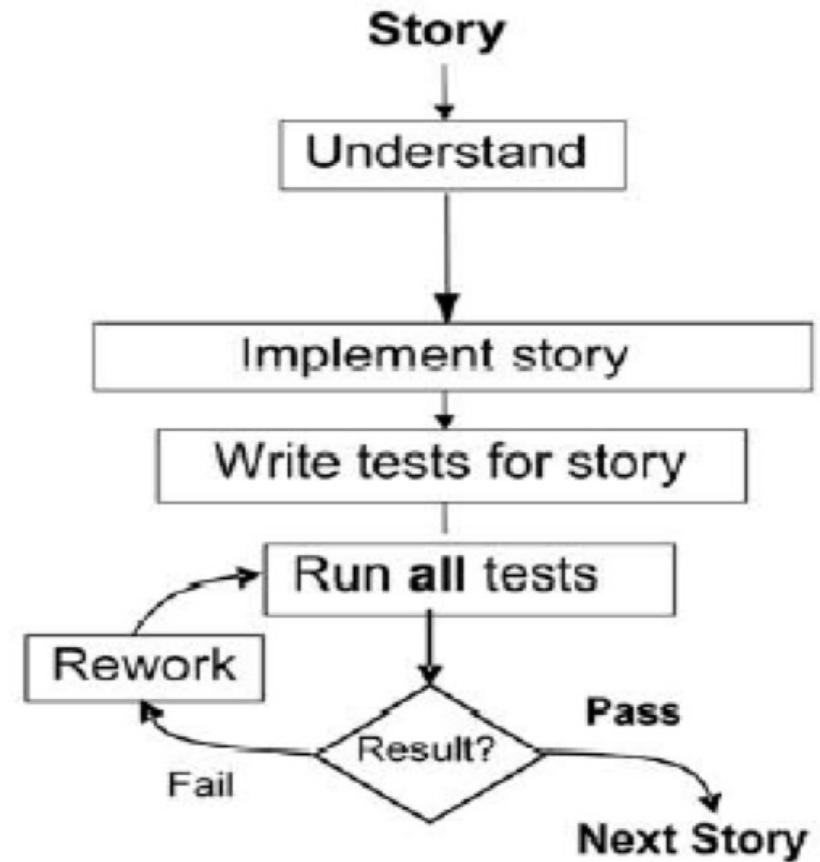 Story
Understand
Implement story
Write tests for story
Run all tests
Rework
Result?
Pass
Fail
Next Story